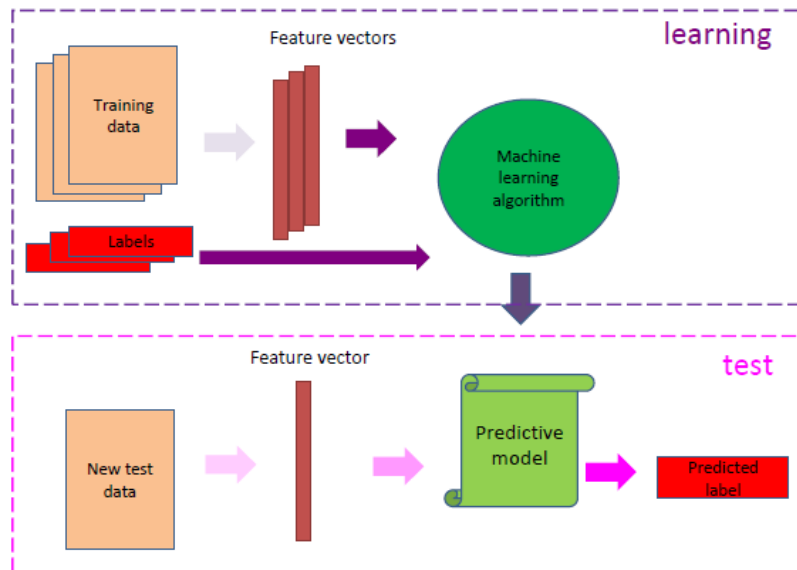 learning
Feature vectors
Training
data
Machine
learning
algorithm
Labels
test
Feature vector
New test
data
Predictive
model
Predicted
label